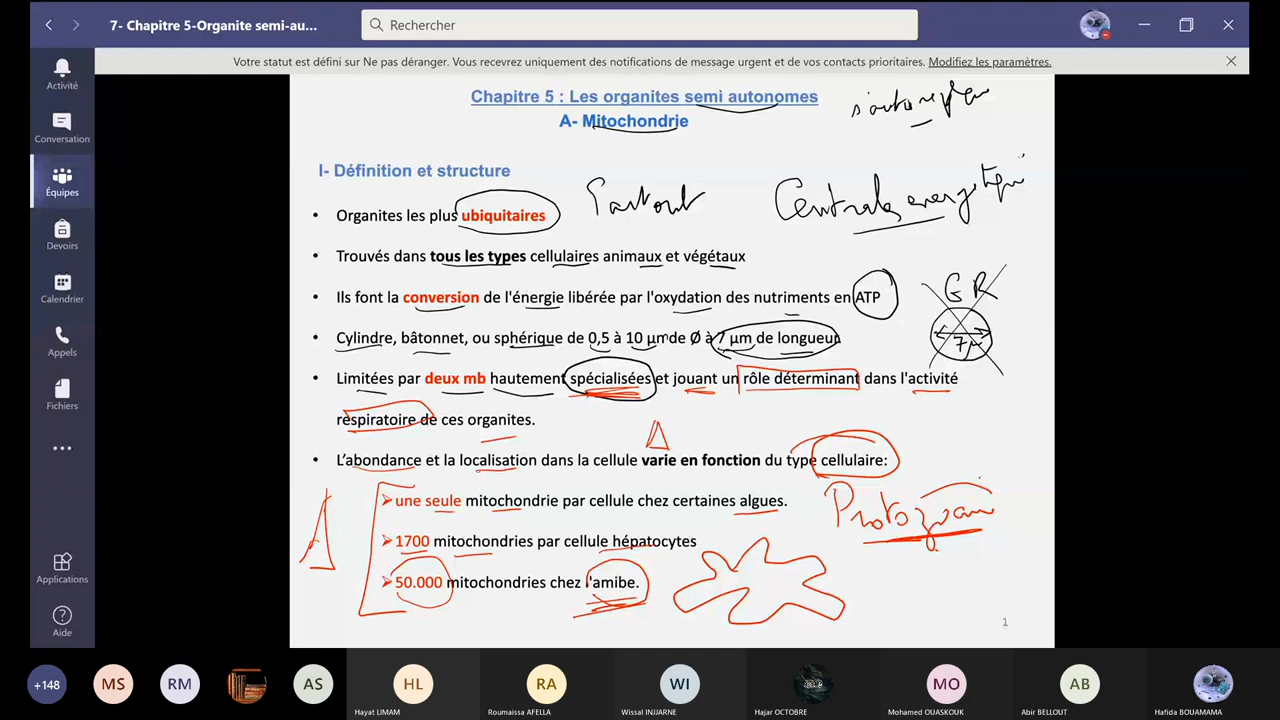 7- Chapitre 5-Organite semi-au...
Rechercher
Votre statut est défini sur Ne pas déranger. Vous recevrez uniquement des notifications de message urgent et de vos contacts prioritaires. Modifiez les paramètres.
Activité
Conversation
Équipes
Devoirs
Calendrier
Appels
Fichiers
Applications
Aide
Chapitre 5 : Les organites semi autonomes
A- Mitochondrie
I- Définition et structure
• Organites les plus ubiquitaires
Partout
Centrales énergétiqu
• Trouvés dans tous les types cellulaires animaux et végétaux
• Ils font la conversion de l'énergie libérée par l'oxydation des nutriments en ATP
GR
• Cylindre, bâtonnet, ou sphérique de 0,5 à 10 µm de Ø à 7 µm de longueur.
7µ
• Limitées par deux mb hautement spécialisées et jouant un rôle déterminant dans l'activité
respiratoire de ces organites.
• L'abondance et la localisation dans la cellule varie en fonction du type cellulaire:
➢une seule mitochondrie par cellule chez certaines algues.
➢1700 mitochondries par cellule hépatocytes
➢50.000 mitochondries chez l'amibe.
1
+148
MS
RM
AS
HL
Hayat LIMAM
RA
Roumaissa AFELLA
WI
Wissal INJJARNE
Hajar OCTOBRE
MO
Mohamed OUASKOUK
AB
Abir BELLOUT
Hafida BOUAMAMA